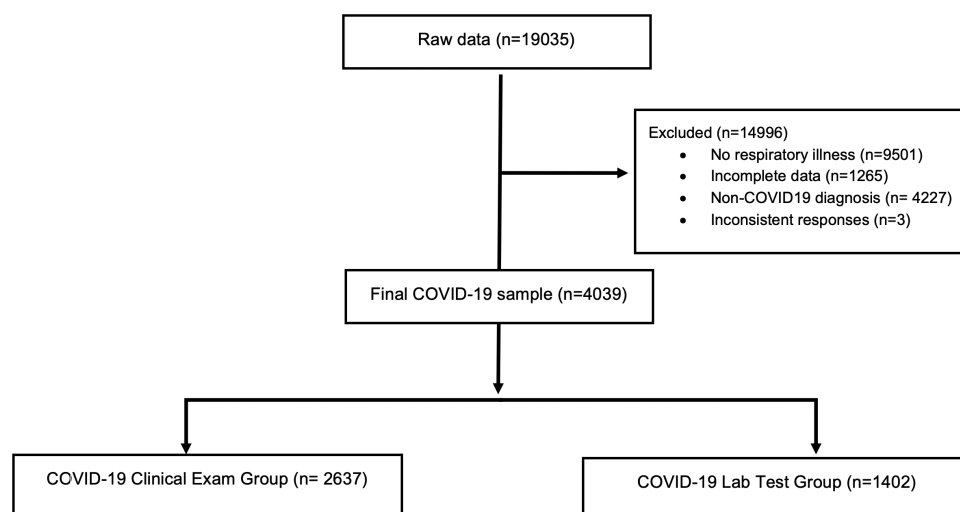 Raw data (n=19035)
Excluded (n=14996)
• No respiratory illness (n=9501)
• Incomplete data (n=1265)
• Non-COVID19 diagnosis (n= 4227)
• Inconsistent responses (n=3)
Final COVID-19 sample (n=4039)
COVID-19 Clinical Exam Group (n= 2637)
COVID-19 Lab Test Group (n=1402)